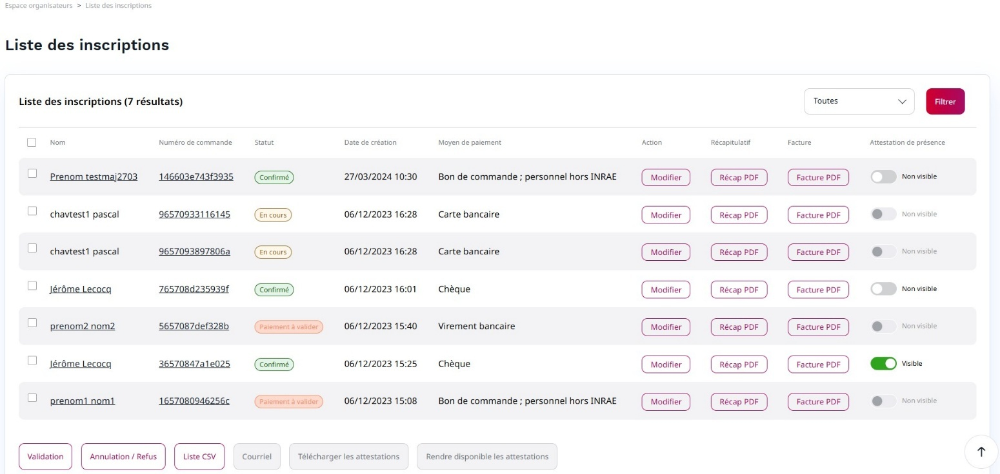 Espace organisateurs > Liste des inscriptions
Liste des inscriptions
Liste des inscriptions (7 résultats)
Toutes
Filtrer
Nom Numéro de commande Statut Date de création Moyen de paiement Action Récapitulatif Facture Attestation de présence
Prenom testmaj2703 146603e743f3935 Confirmé 27/03/2024 10:30 Bon de commande ; personnel hors INRAE Modifier Récap PDF Facture PDF Non visible
chavtest1 pascal 96570933116145 En cours 06/12/2023 16:28 Carte bancaire Modifier Récap PDF Facture PDF Non visible
chavtest1 pascal 9657093897806a En cours 06/12/2023 16:28 Carte bancaire Modifier Récap PDF Facture PDF Non visible
Jérôme Lecocq 765708d235939f Confirmé 06/12/2023 16:01 Chèque Modifier Récap PDF Facture PDF Non visible
prenom2 nom2 5657087def328b Paiement à valider 06/12/2023 15:40 Virement bancaire Modifier Récap PDF Facture PDF Non visible
Jérôme Lecocq 36570847a1e025 Confirmé 06/12/2023 15:25 Chèque Modifier Récap PDF Facture PDF Visible
prenom1 nom1 1657080946256c Paiement à valider 06/12/2023 15:08 Bon de commande ; personnel hors INRAE Modifier Récap PDF Facture PDF Non visible
Validation Annulation / Refus Liste CSV Courriel Télécharger les attestations Rendre disponible les attestations